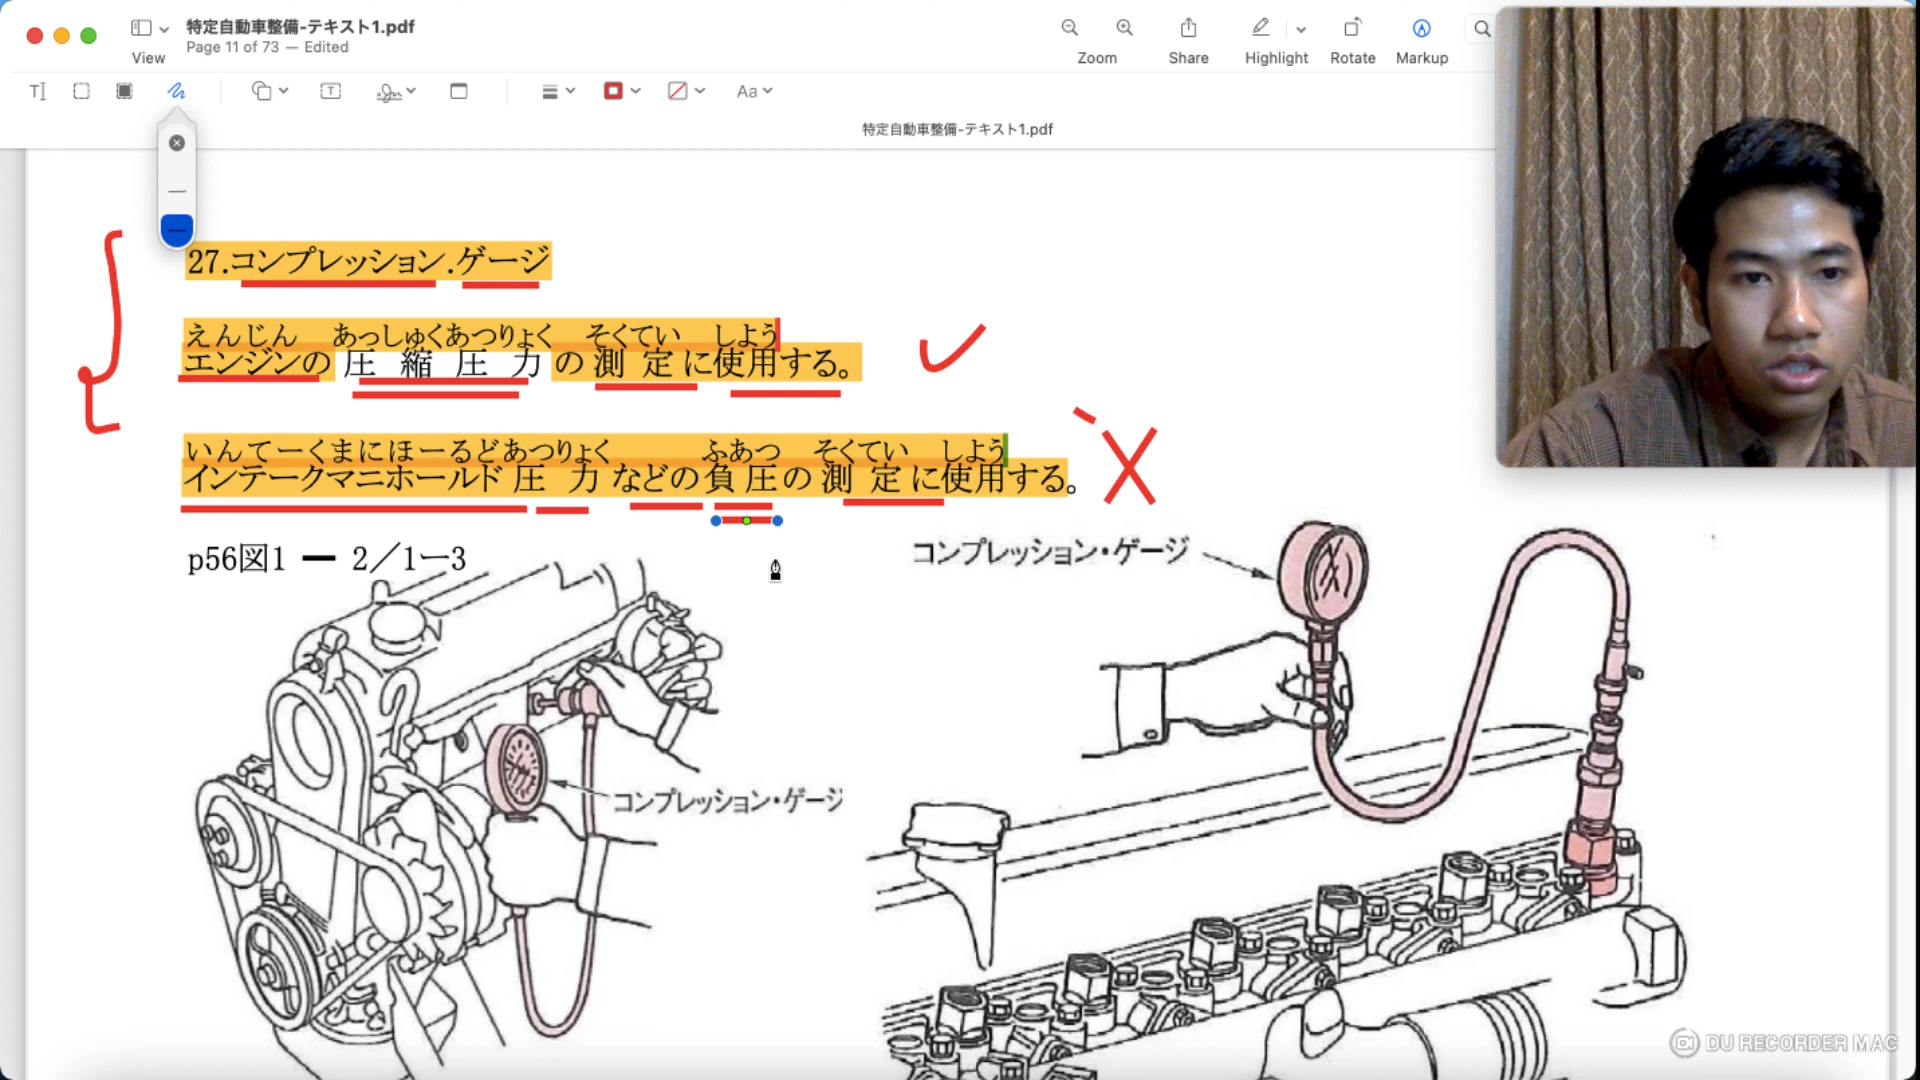 特定自動車整備-テキスト1.pdf
Page 11 of 73 — Edited
View
Zoom
Share
Highlight
Rotate
Markup
Aa
特定自動車整備-テキスト1.pdf
27.コンプレッション.ゲージ
えんじん あっしゅくあつりょく そくてい しよう
エンジンの圧縮圧力の測定に使用する。
いんてーくまにほーるどあつりょく ふあつ そくてい しよう
インテークマニホールド圧力などの負圧の測定に使用する。
p56図1 ー 2／1ー3
コンプレッション・ゲージ
コンプレッション・ゲージ
DU RECORDER MAC